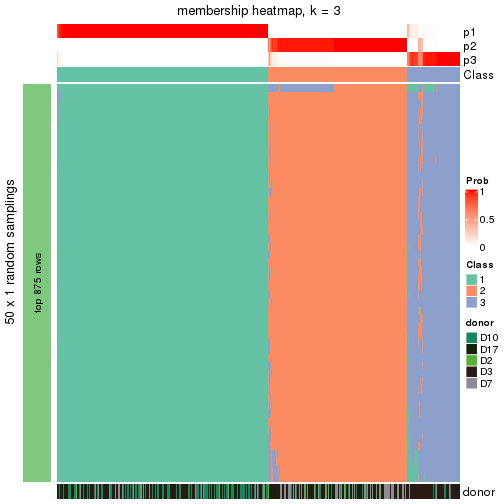 membership heatmap, k = 3
p1
p2
p3
Class
50 x 1 random samplings
top 875 rows
Prob
1
0.5
0
Class
1
2
3
donor
D10
D17
D2
D3
D7
donor